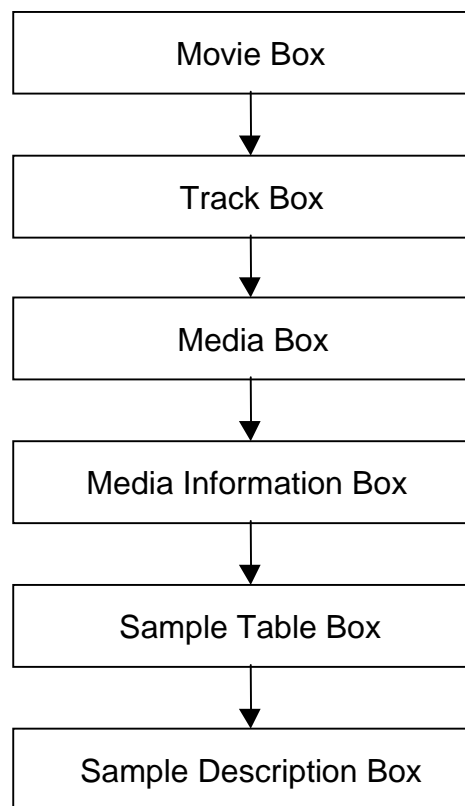 Movie Box
Track Box
Media Box
Media Information Box
Sample Table Box
Sample Description Box